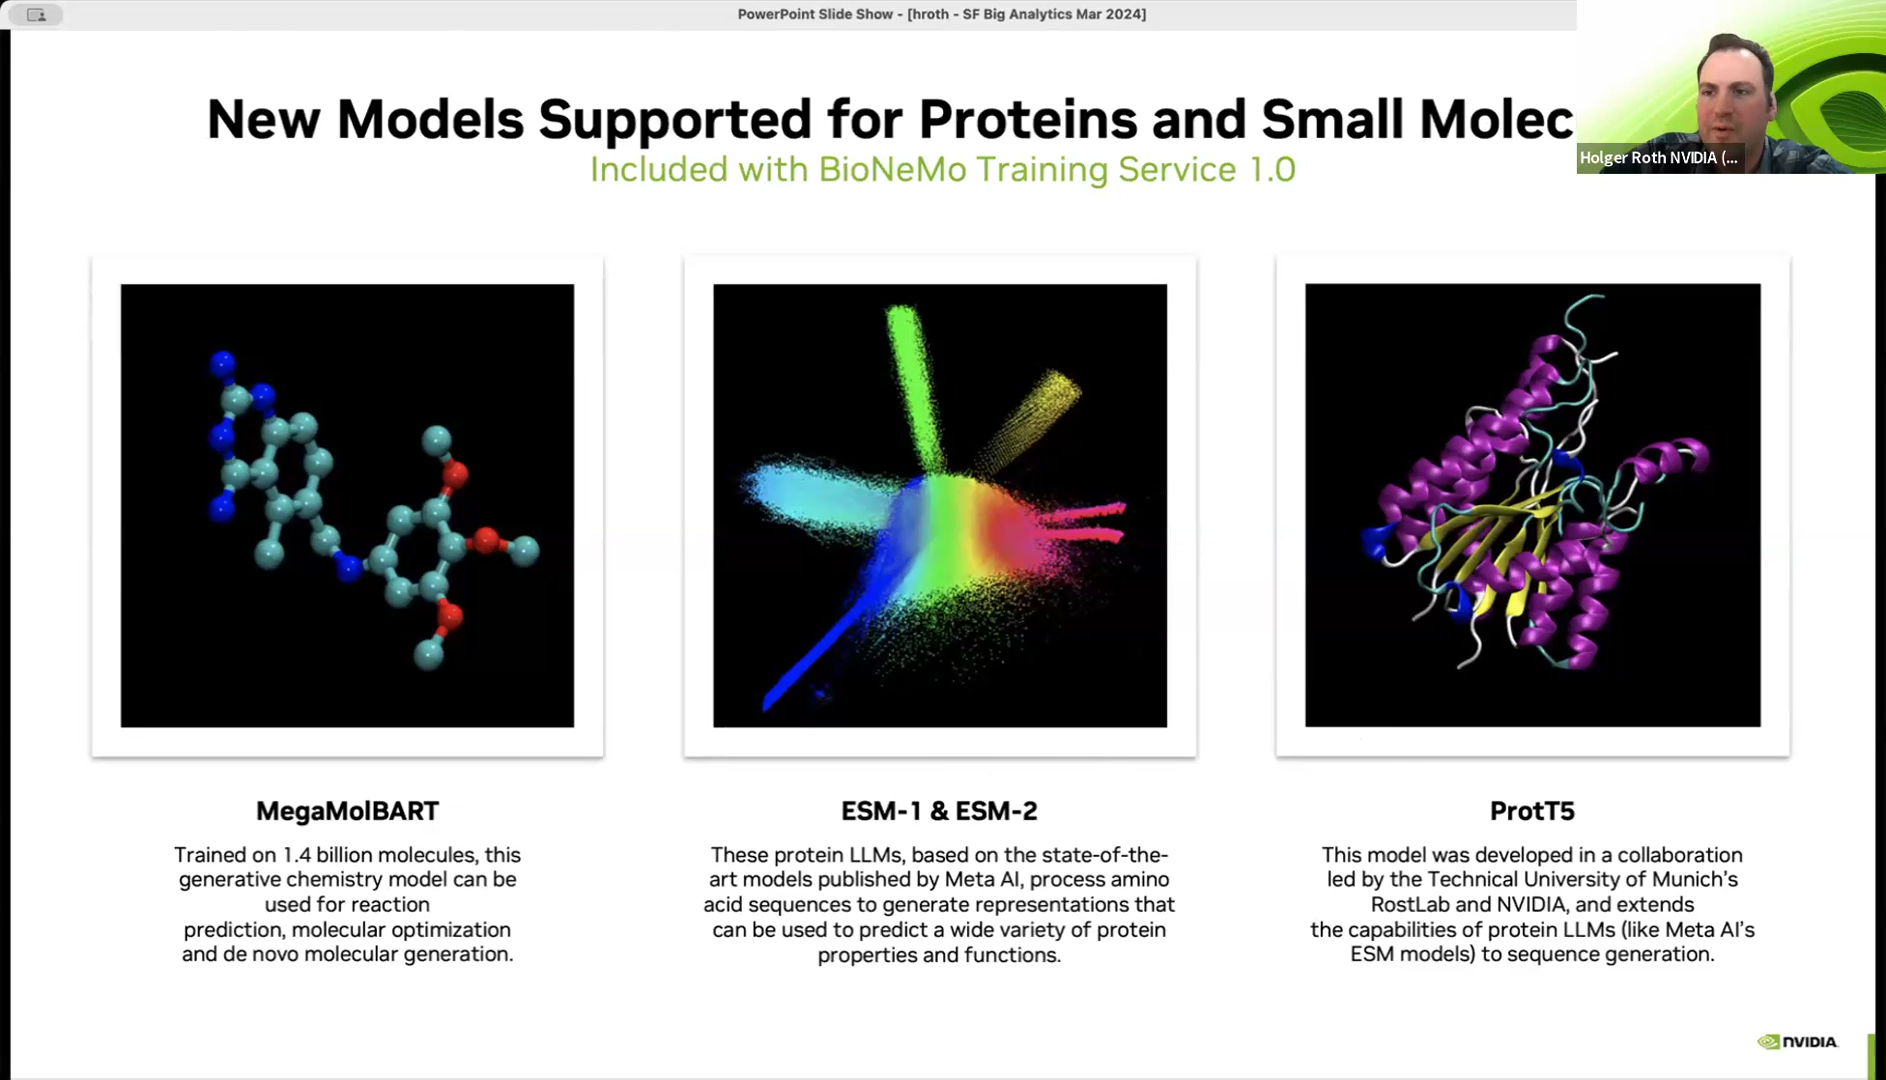 PowerPoint Slide Show - [hroth - SF Big Analytics Mar 2024]
New Models Supported for Proteins and Small Molec
Included with BioNeMo Training Service 1.0
Holger Roth NVIDIA (...
MegaMolBART
Trained on 1.4 billion molecules, this
generative chemistry model can be
used for reaction
prediction, molecular optimization
and de novo molecular generation.
ESM-1 & ESM-2
These protein LLMs, based on the state-of-the-
art models published by Meta AI, process amino
acid sequences to generate representations that
can be used to predict a wide variety of protein
properties and functions.
ProtT5
This model was developed in a collaboration
led by the Technical University of Munich's
RostLab and NVIDIA, and extends
the capabilities of protein LLMs (like Meta AI's
ESM models) to sequence generation.
NVIDIA